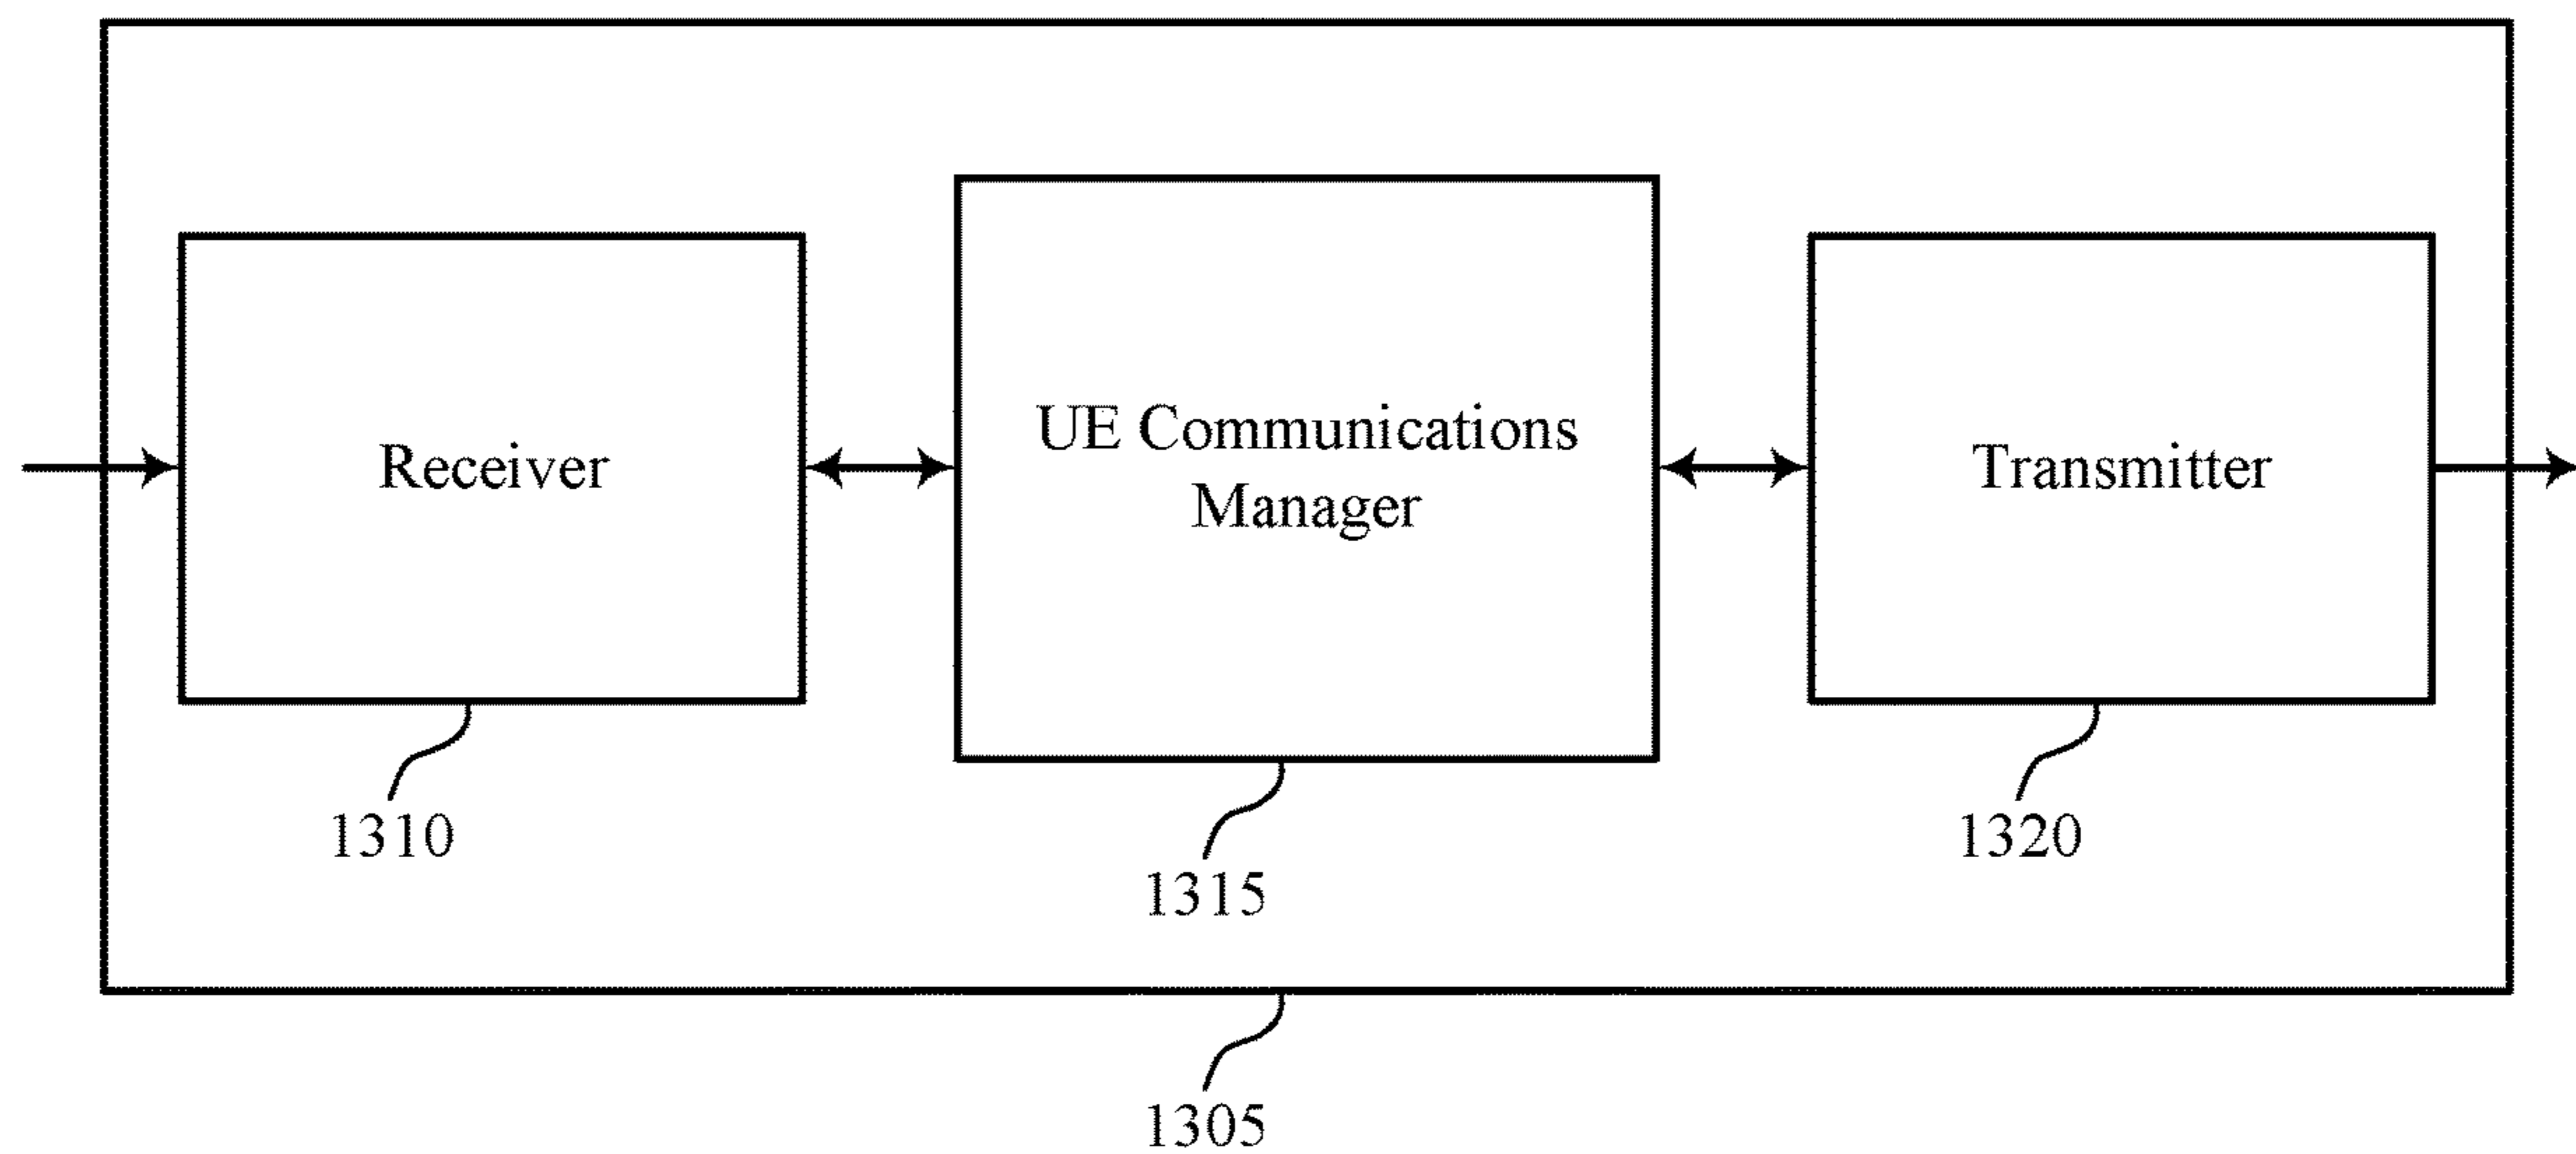 Receiver
UE Communications
Manager
Transmitter
1310
1315
1320
1305